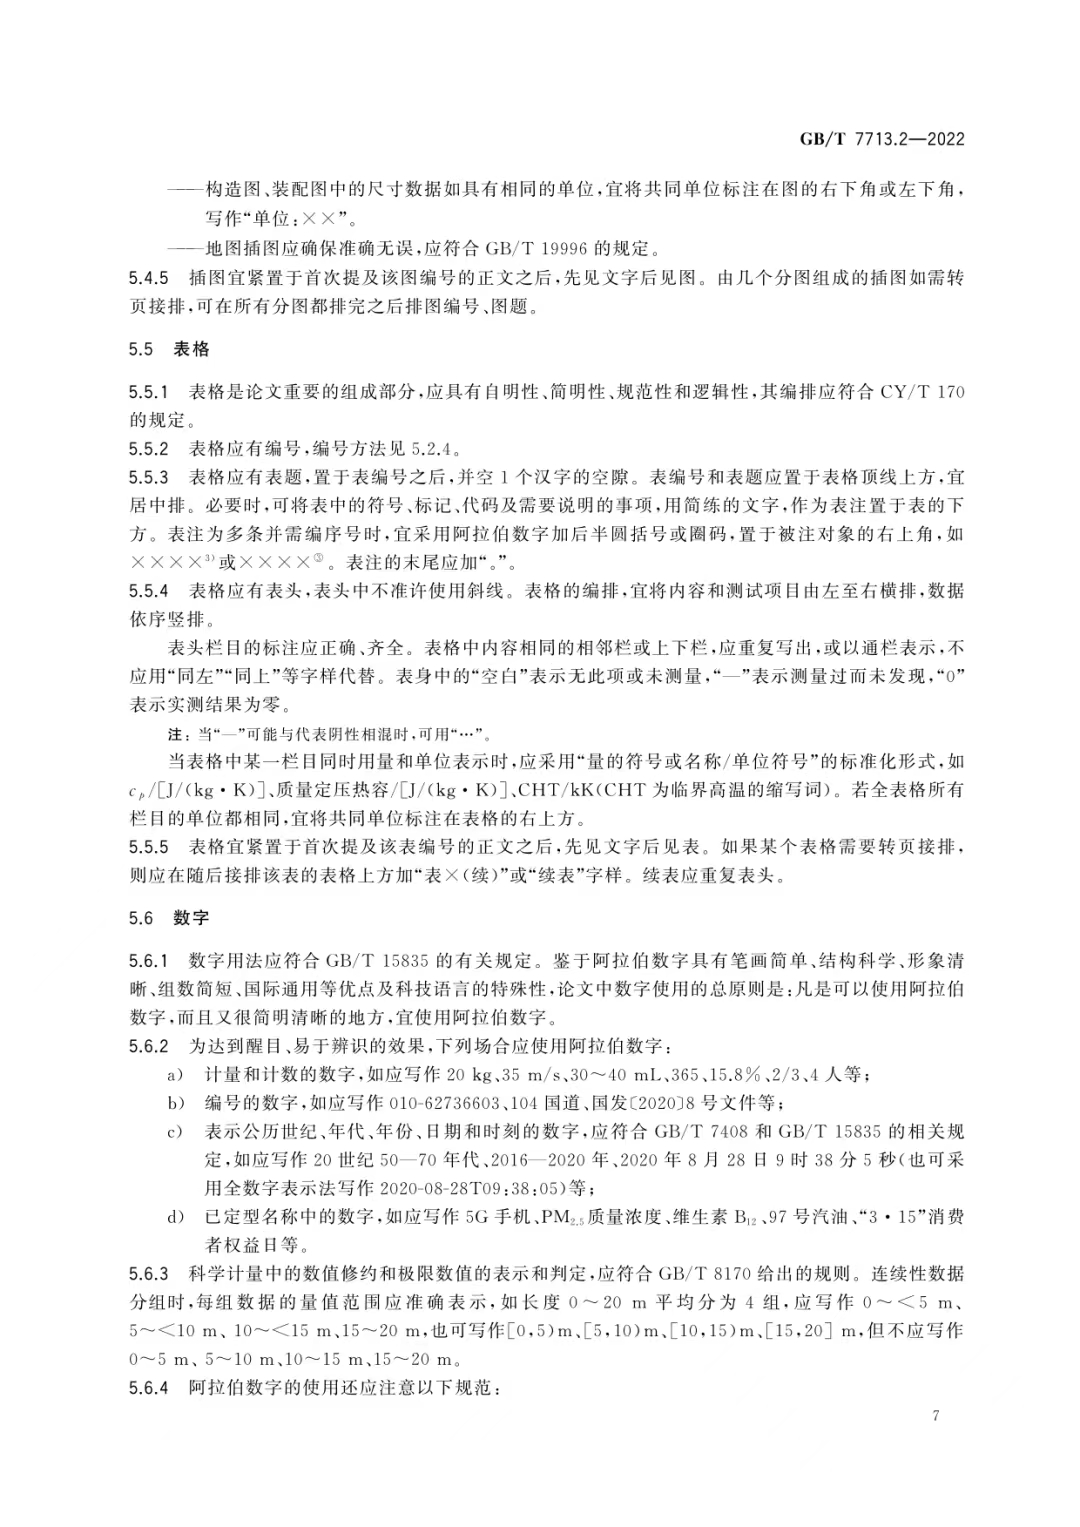 GB/T 7713.2—2022
——构造图、装配图中的尺寸数据如具有相同的单位,宜将共同单位标注在图的右下角或左下角,
写作“单位:××”。
——地图插图应确保准确无误,应符合 GB/T 19996 的规定。
5.4.5 插图宜紧置于首次提及该图编号的正文之后,先见文字后见图。由几个分图组成的插图如需转
页接排,可在所有分图都排完之后排图编号、图题。
5.5 表格
5.5.1 表格是论文重要的组成部分,应具有自明性、简明性、规范性和逻辑性,其编排应符合 CY/T 170
的规定。
5.5.2 表格应有编号,编号方法见 5.2.4。
5.5.3 表格应有表题,置于表编号之后,并空 1 个汉字的空隙。表编号和表题应置于表格顶线上方,宜
居中排。必要时,可将表中的符号、标记、代码及需要说明的事项,用简练的文字,作为表注置于表的下
方。表注为多条并需编序号时,宜采用阿拉伯数字加后半圆括号或圈码,置于被注对象的右上角,如
××××³⁾或××××③。表注的末尾应加“。”。
5.5.4 表格应有表头,表头中不准许使用斜线。表格的编排,宜将内容和测试项目由左至右横排,数据
依序竖排。
表头栏目的标注应正确、齐全。表格中内容相同的相邻栏或上下栏,应重复写出,或以通栏表示,不
应用“同左”“同上”等字样代替。表身中的“空白”表示无此项或未测量,“—”表示测量过而未发现,“0”
表示实测结果为零。
注:当“—”可能与代表阴性相混时,可用“…”。
当表格中某一栏目同时用量和单位表示时,应采用“量的符号或名称/单位符号”的标准化形式,如
cₚ/[J/(kg·K)]、质量定压热容/[J/(kg·K)]、CHT/kK(CHT 为临界高温的缩写词)。若全表格所有
栏目的单位都相同,宜将共同单位标注在表格的右上方。
5.5.5 表格宜紧置于首次提及该表编号的正文之后,先见文字后见表。如果某个表格需要转页接排,
则应在随后接排该表的表格上方加“表×(续)”或“续表”字样。续表应重复表头。
5.6 数字
5.6.1 数字用法应符合 GB/T 15835 的有关规定。鉴于阿拉伯数字具有笔画简单、结构科学、形象清
晰、组数简短、国际通用等优点及科技语言的特殊性,论文中数字使用的总原则是:凡是可以使用阿拉伯
数字,而且又很简明清晰的地方,宜使用阿拉伯数字。
5.6.2 为达到醒目、易于辨识的效果,下列场合应使用阿拉伯数字:
a) 计量和计数的数字,如应写作 20 kg、35 m/s、30～40 mL、365、15.8%、2/3、4 人等;
b) 编号的数字,如应写作 010-62736603、104 国道、国发〔2020〕8 号文件等;
c) 表示公历世纪、年代、年份、日期和时刻的数字,应符合 GB/T 7408 和 GB/T 15835 的相关规
定,如应写作 20 世纪 50—70 年代、2016—2020 年、2020 年 8 月 28 日 9 时 38 分 5 秒(也可采
用全数字表示法写作 2020-08-28T09:38:05)等;
d) 已定型名称中的数字,如应写作 5G 手机、PM₂.₅质量浓度、维生素 B₁₂、97 号汽油、“3·15”消费
者权益日等。
5.6.3 科学计量中的数值修约和极限数值的表示和判定,应符合 GB/T 8170 给出的规则。连续性数据
分组时,每组数据的量值范围应准确表示,如长度 0～20 m 平均分为 4 组,应写作 0～<5 m、
5～<10 m、10～<15 m、15～20 m,也可写作[0,5)m、[5,10)m、[10,15)m、[15,20] m,但不应写作
0～5 m、5～10 m、10～15 m、15～20 m。
5.6.4 阿拉伯数字的使用还应注意以下规范:
7